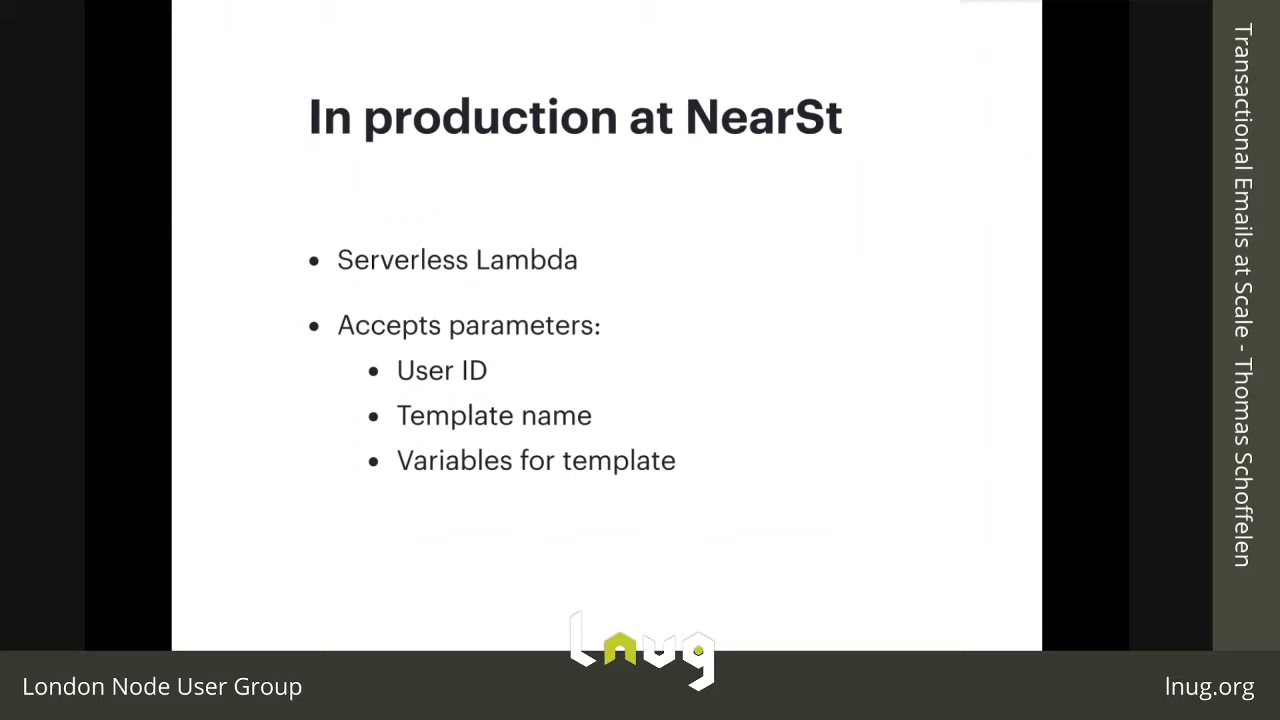 In production at NearSt
• Serverless Lambda
• Accepts parameters:
• User ID
• Template name
• Variables for template
Transactional Emails at Scale - Thomas Schoffelen
lnug
London Node User Group
lnug.org